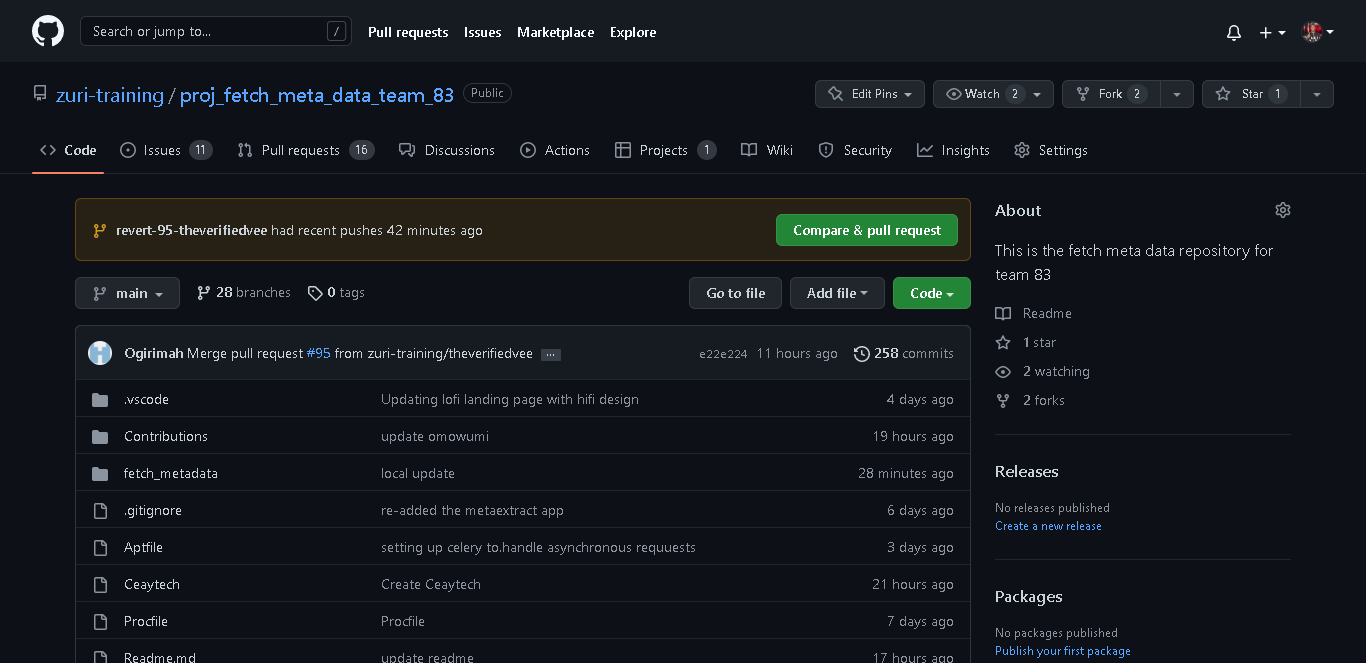 Search or jump to... /
Pull requests Issues Marketplace Explore
zuri-training / proj_fetch_meta_data_team_83 Public
Edit Pins Watch 2 Fork 2 Star 1
Code Issues 11 Pull requests 16 Discussions Actions Projects 1 Wiki Security Insights Settings
revert-95-theverifiedvee had recent pushes 42 minutes ago Compare & pull request
main 28 branches 0 tags Go to file Add file Code
Ogirimah Merge pull request #95 from zuri-training/theverifiedvee ... e22e224 11 hours ago 258 commits
.vscode Updating lofi landing page with hifi design 4 days ago
Contributions update omowumi 19 hours ago
fetch_metadata local update 28 minutes ago
.gitignore re-added the metaextract app 6 days ago
Aptfile setting up celery to.handle asynchronous requuests 3 days ago
Ceaytech Create Ceaytech 21 hours ago
Procfile Procfile 7 days ago
Readme.md update readme 17 hours ago
About
This is the fetch meta data repository for
team 83
Readme
1 star
2 watching
2 forks
Releases
No releases published
Create a new release
Packages
No packages published
Publish your first package